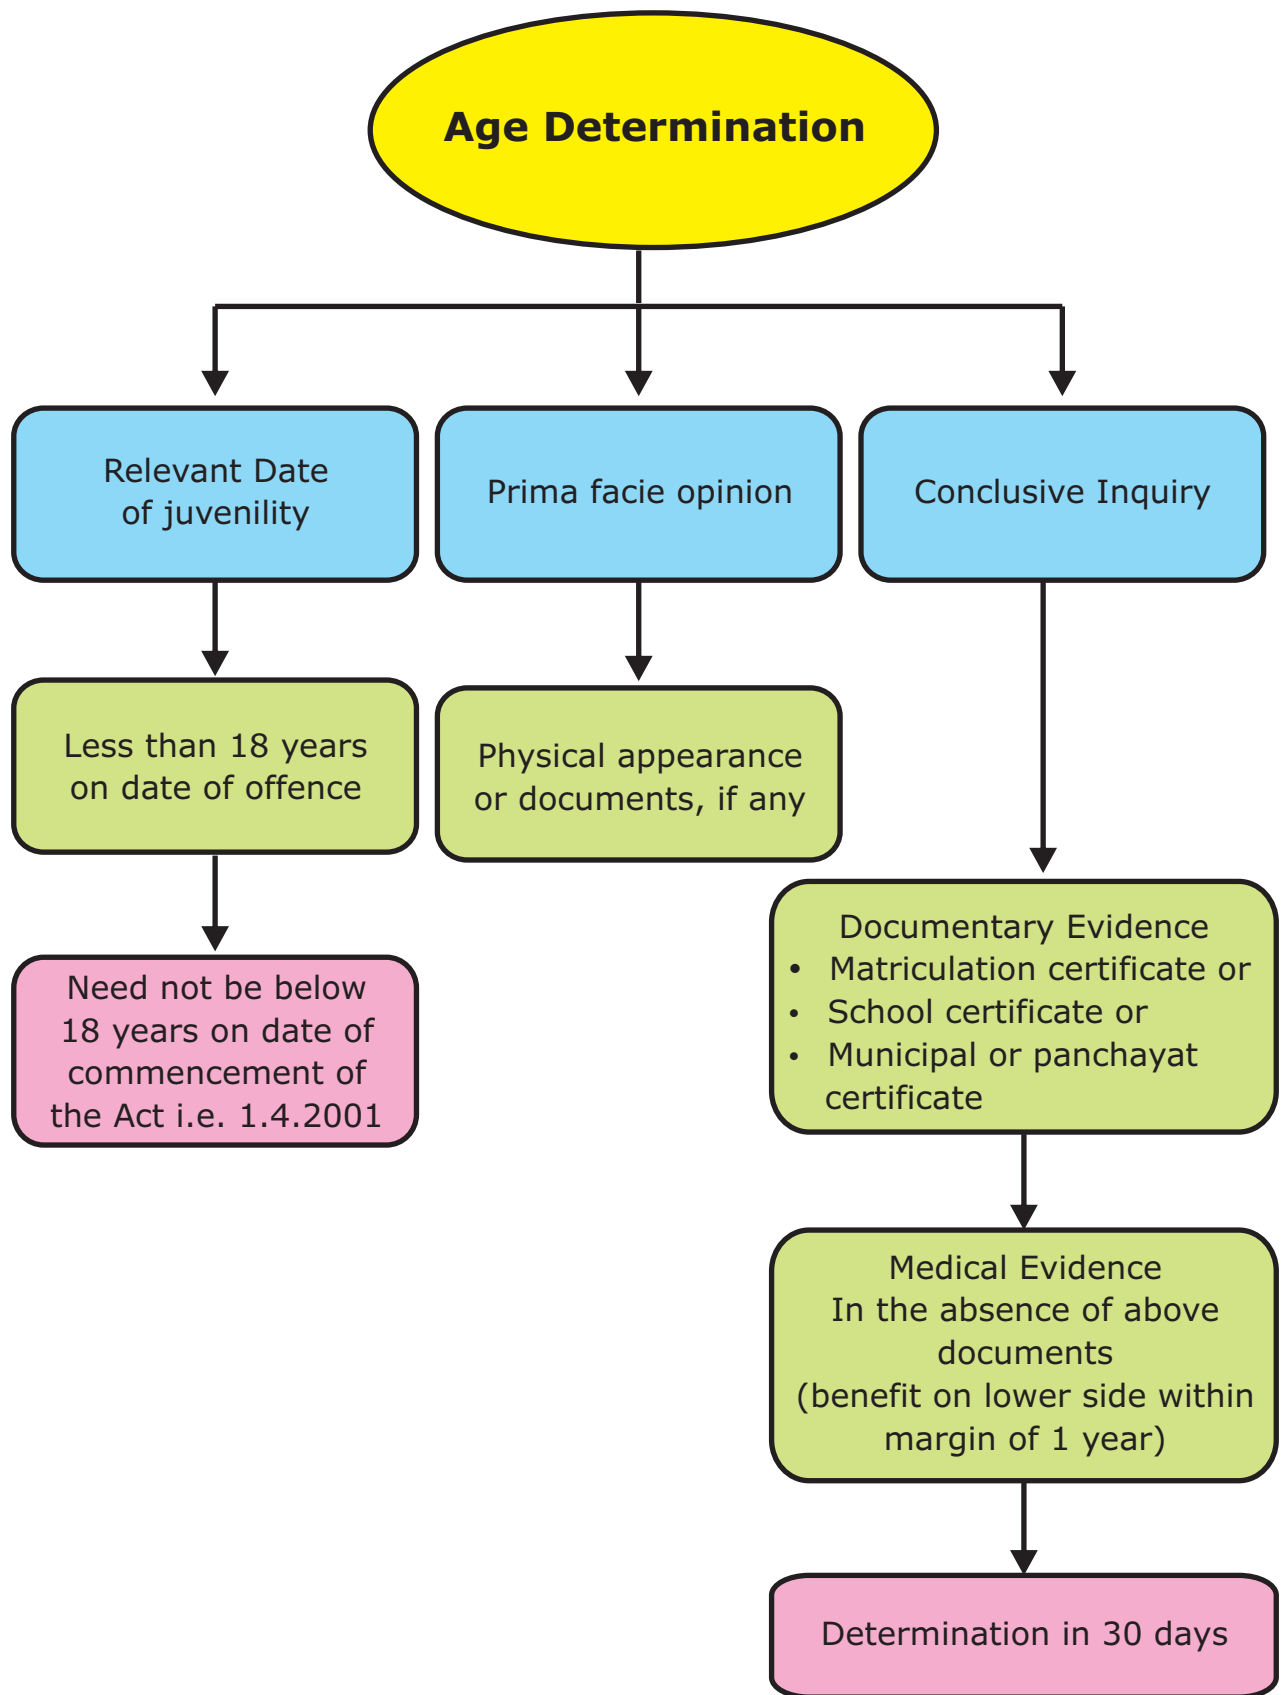 Age Determination
Relevant Date
of juvenility
Prima facie opinion
Conclusive Inquiry
Less than 18 years
on date of offence
Physical appearance
or documents, if any
Need not be below
18 years on date of
commencement of
the Act i.e. 1.4.2001
Documentary Evidence
• Matriculation certificate or
• School certificate or
• Municipal or panchayat
certificate
Medical Evidence
In the absence of above
documents
(benefit on lower side within
margin of 1 year)
Determination in 30 days